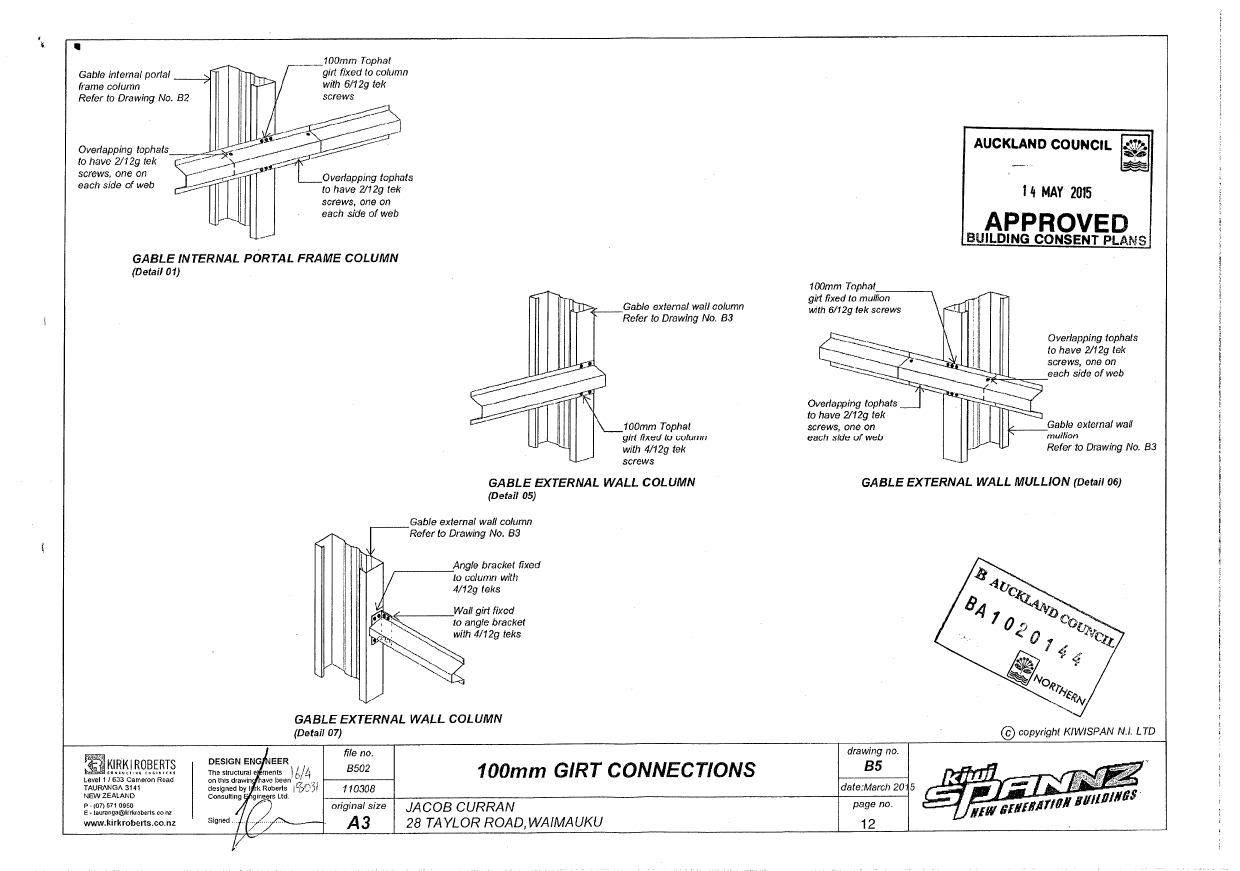 Gable internal portal
frame column
Refer to Drawing No. B2
100mm Tophat
girt fixed to column
with 6/12g tek
screws
Overlapping tophats
to have 2/12g tek
screws, one on
each side of web
Overlapping tophats
to have 2/12g tek
screws, one on
each side of web
GABLE INTERNAL PORTAL FRAME COLUMN
(Detail 01)
AUCKLAND COUNCIL
14 MAY 2015
APPROVED
BUILDING CONSENT PLANS
Gable external wall column
Refer to Drawing No. B3
100mm Tophat
girt fixed to column
with 4/12g tek
screws
GABLE EXTERNAL WALL COLUMN
(Detail 05)
100mm Tophat
girt fixed to mullion
with 6/12g tek screws
Overlapping tophats
to have 2/12g tek
screws, one on
each side of web
Overlapping tophats
to have 2/12g tek
screws, one on
each side of web
Gable external wall
mullion
Refer to Drawing No. B3
GABLE EXTERNAL WALL MULLION (Detail 06)
Gable external wall column
Refer to Drawing No. B3
Angle bracket fixed
to column with
4/12g teks
Wall girt fixed
to angle bracket
with 4/12g teks
GABLE EXTERNAL WALL COLUMN
(Detail 07)
B AUCKLAND COUNCIL
BA1020144
NORTHERN
© copyright KIWISPAN N.I. LTD
KIRK ROBERTS
CONSULTING ENGINEERS
Level 1 / 633 Cameron Road
TAURANGA 3141
NEW ZEALAND
P - (07) 571 0950
E - tauranga@kirkroberts.co.nz
www.kirkroberts.co.nz
DESIGN ENGINEER
The structural elements
on this drawing have been
designed by Kirk Roberts
Consulting Engineers Ltd.
16/4
18031
Signed
file no.
B502
110308
original size
A3
100mm GIRT CONNECTIONS
JACOB CURRAN
28 TAYLOR ROAD,WAIMAUKU
drawing no.
B5
date:March 2015
page no.
12
kiwi
SPANNZ
NEW GENERATION BUILDINGS